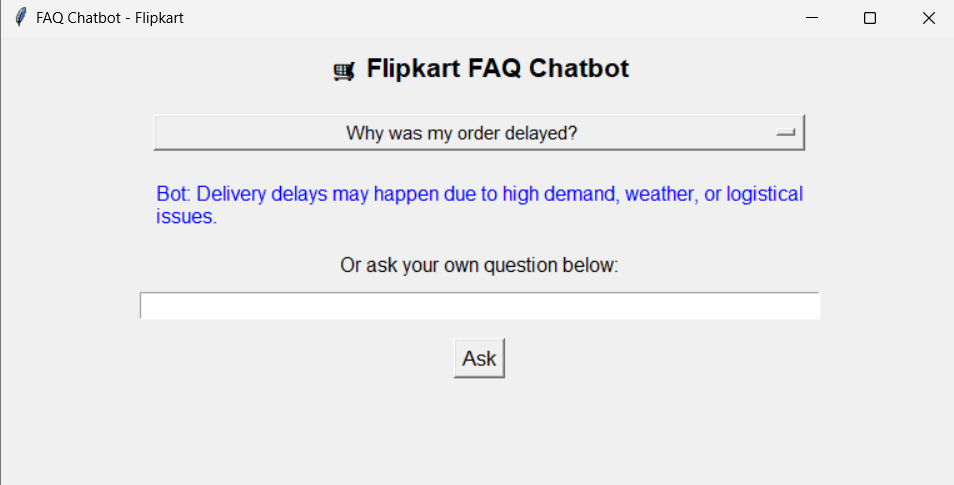 FAQ Chatbot - Flipkart
Flipkart FAQ Chatbot
Why was my order delayed?
Bot: Delivery delays may happen due to high demand, weather, or logistical
issues.
Or ask your own question below:
Ask